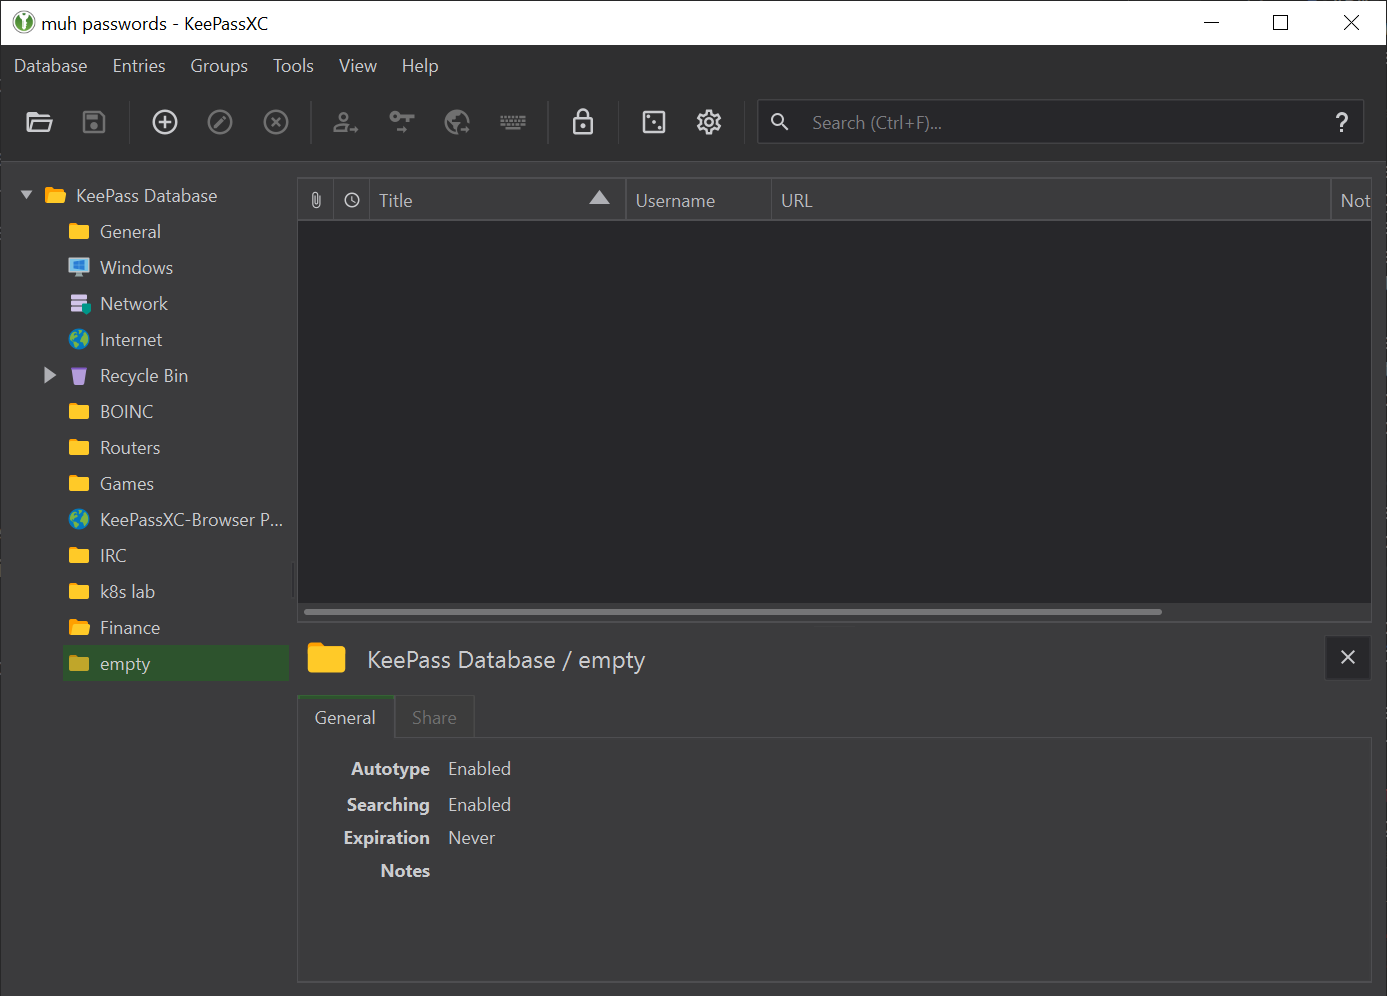 muh passwords - KeePassXC
Database Entries Groups Tools View Help
Search (Ctrl+F)... ?
KeePass Database
General
Windows
Network
Internet
Recycle Bin
BOINC
Routers
Games
KeePassXC-Browser P...
IRC
k8s lab
Finance
empty
Title Username URL Not
KeePass Database / empty
General Share
Autotype Enabled
Searching Enabled
Expiration Never
Notes